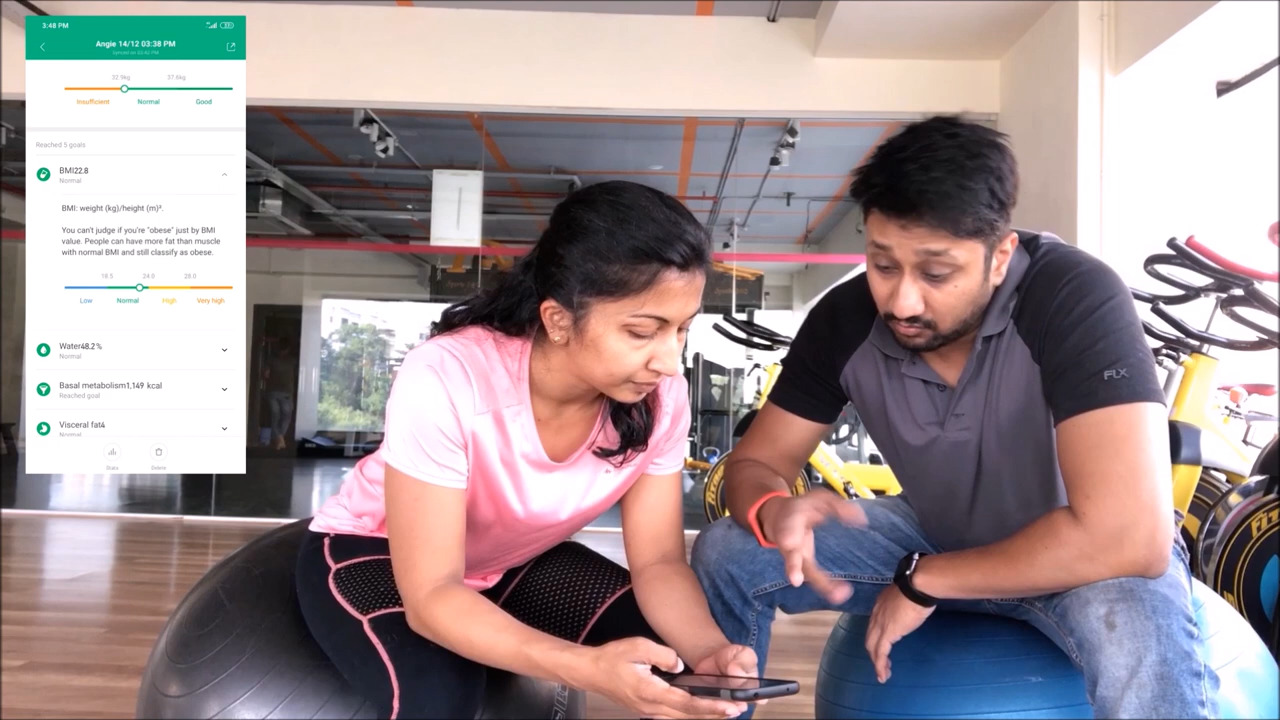 3:48 PM
Angie 14/12 03:38 PM
32.9kg 37.6kg
Insufficient Normal Good
Reached 5 goals
BMI22.8
Normal
BMI: weight (kg)/height (m)².
You can't judge if you're "obese" just by BMI
value. People can have more fat than muscle
with normal BMI and still classify as obese.
18.5 24.0 28.0
Low Normal High Very high
Water48.2%
Normal
Basal metabolism1,149 kcal
Reached goal
Visceral fat4
Normal
Stats Delete
FLX